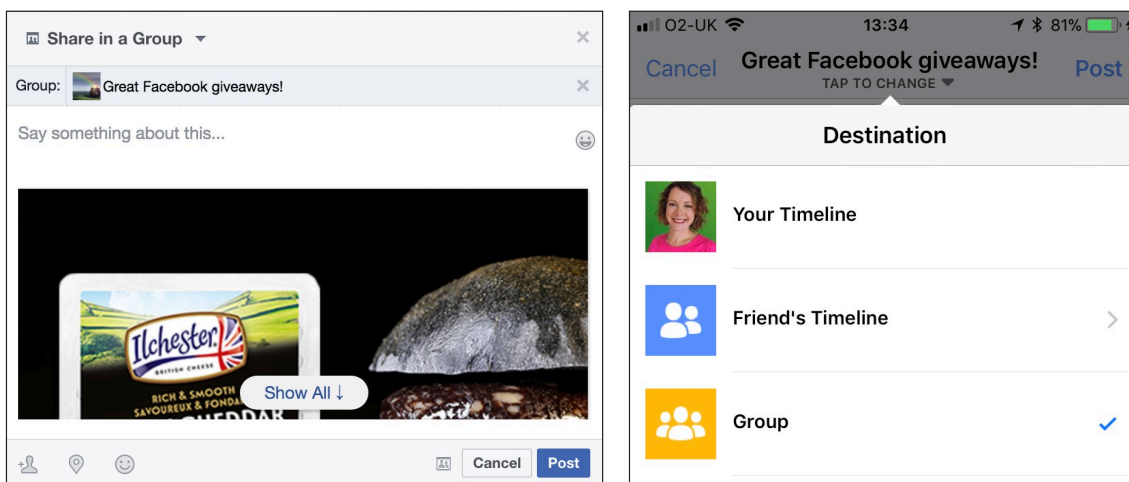 Share in a Group
Group: Great Facebook giveaways!
Say something about this...
Ilchester
BRITISH CHEESE
RICH & SMOOTH
SAVOUREUX & FONDA
CHEDDAR
Show All ↓
Cancel Post
O2-UK 13:34 81%
Cancel Great Facebook giveaways! Post
TAP TO CHANGE
Destination
Your Timeline
Friend's Timeline
Group